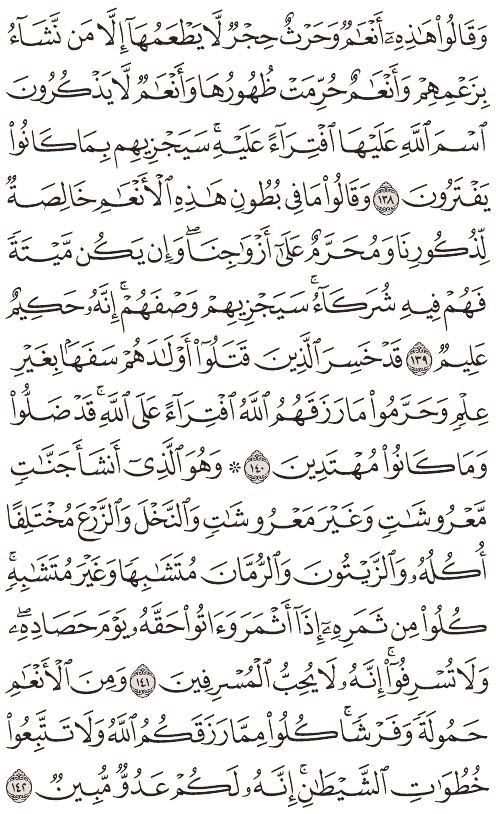 وَقَالُوا۟ هَـٰذِهِۦٓ أَنْعَـٰمٌ وَحَرْثٌ حِجْرٌ لَّا يَطْعَمُهَآ إِلَّا مَن نَّشَآءُ
بِزَعْمِهِمْ وَأَنْعَـٰمٌ حُرِّمَتْ ظُهُورُهَا وَأَنْعَـٰمٌ لَّا يَذْكُرُونَ
ٱسْمَ ٱللَّهِ عَلَيْهَا ٱفْتِرَآءً عَلَيْهِ ۚ سَيَجْزِيهِم بِمَا كَانُوا۟
يَفْتَرُونَ ١٣٨ وَقَالُوا۟ مَا فِى بُطُونِ هَـٰذِهِ ٱلْأَنْعَـٰمِ خَالِصَةٌ
لِّذُكُورِنَا وَمُحَرَّمٌ عَلَىٰٓ أَزْوَٰجِنَا ۖ وَإِن يَكُن مَّيْتَةً
فَهُمْ فِيهِ شُرَكَآءُ ۚ سَيَجْزِيهِمْ وَصْفَهُمْ ۚ إِنَّهُۥ حَكِيمٌ
عَلِيمٌ ١٣٩ قَدْ خَسِرَ ٱلَّذِينَ قَتَلُوٓا۟ أَوْلَـٰدَهُمْ سَفَهًۢا بِغَيْرِ
عِلْمٍ وَحَرَّمُوا۟ مَا رَزَقَهُمُ ٱللَّهُ ٱفْتِرَآءً عَلَى ٱللَّهِ ۚ قَدْ ضَلُّوا۟
وَمَا كَانُوا۟ مُهْتَدِينَ ١٤٠ * وَهُوَ ٱلَّذِىٓ أَنشَأَ جَنَّـٰتٍ
مَّعْرُوشَـٰتٍ وَغَيْرَ مَعْرُوشَـٰتٍ وَٱلنَّخْلَ وَٱلزَّرْعَ مُخْتَلِفًا
أُكُلُهُۥ وَٱلزَّيْتُونَ وَٱلرُّمَّانَ مُتَشَـٰبِهًا وَغَيْرَ مُتَشَـٰبِهٍ ۚ
كُلُوا۟ مِن ثَمَرِهِۦٓ إِذَآ أَثْمَرَ وَءَاتُوا۟ حَقَّهُۥ يَوْمَ حَصَادِهِۦ ۖ
وَلَا تُسْرِفُوٓا۟ ۚ إِنَّهُۥ لَا يُحِبُّ ٱلْمُسْرِفِينَ ١٤١ وَمِنَ ٱلْأَنْعَـٰمِ
حَمُولَةً وَفَرْشًا ۚ كُلُوا۟ مِمَّا رَزَقَكُمُ ٱللَّهُ وَلَا تَتَّبِعُوا۟
خُطُوَٰتِ ٱلشَّيْطَـٰنِ ۚ إِنَّهُۥ لَكُمْ عَدُوٌّ مُّبِينٌ ١٤٢